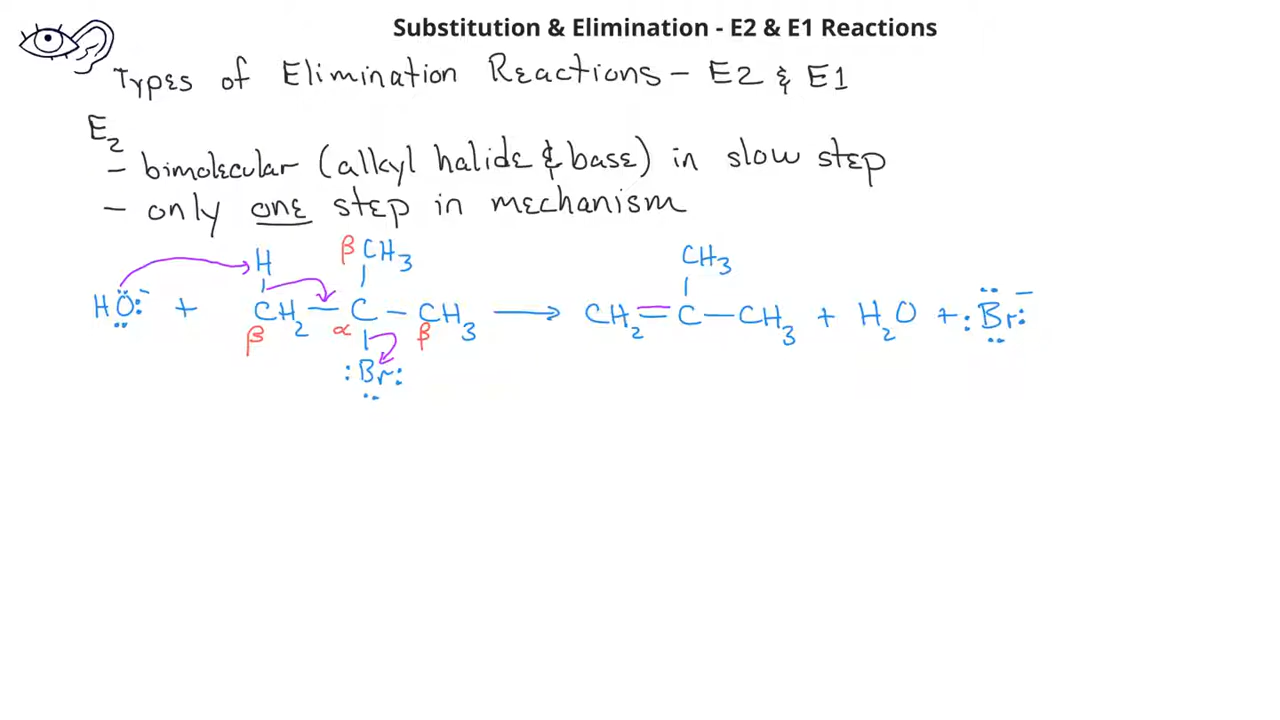 Substitution & Elimination - E2 & E1 Reactions
Types of Elimination Reactions - E2 & E1
E2
- bimolecular (alkyl halide & base) in slow step
- only one step in mechanism
H β CH3 CH3
HÖ:⁻ + CH2 — C — CH3 ⟶ CH2 = C — CH3 + H2O + :Br:⁻
β α β
:Br: